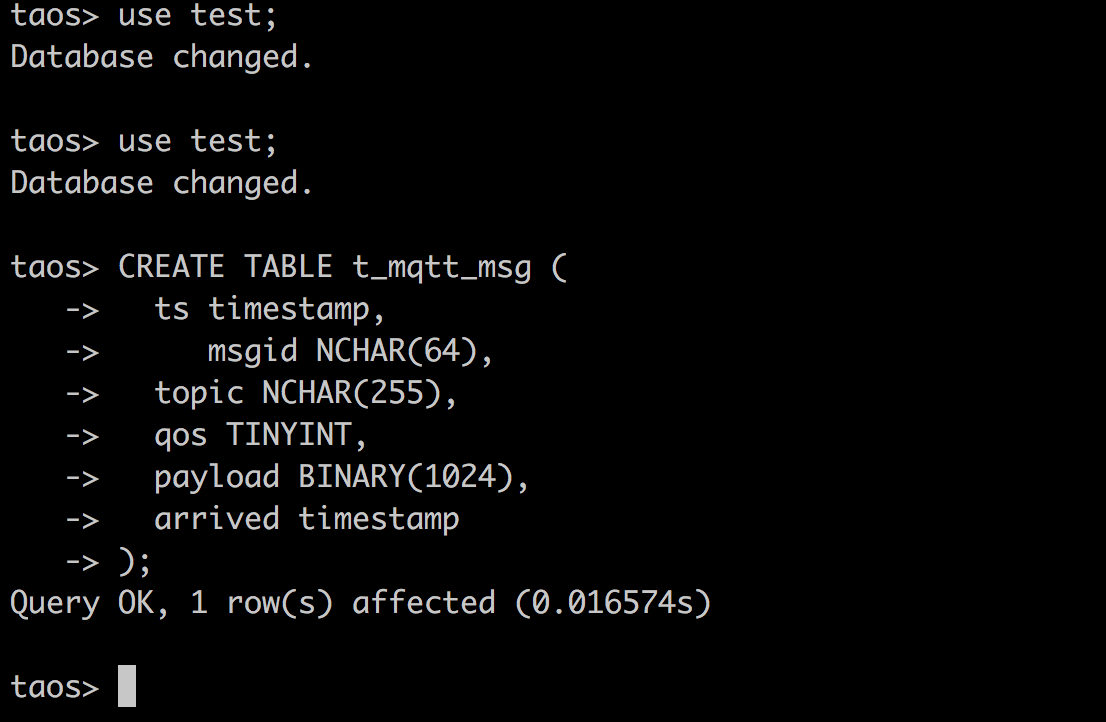 taos> use test;
Database changed.

taos> use test;
Database changed.

taos> CREATE TABLE t_mqtt_msg (
   ->   ts timestamp,
   ->      msgid NCHAR(64),
   ->   topic NCHAR(255),
   ->   qos TINYINT,
   ->   payload BINARY(1024),
   ->   arrived timestamp
   -> );
Query OK, 1 row(s) affected (0.016574s)

taos>